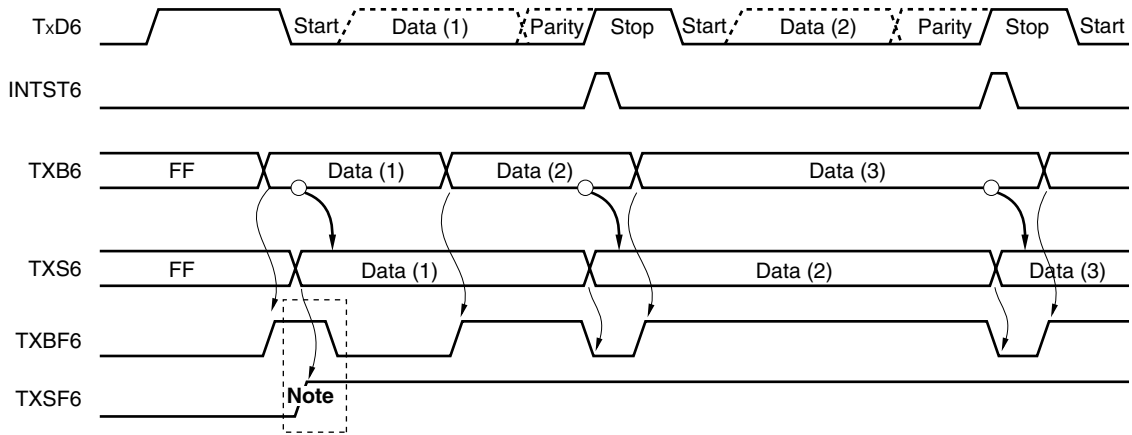 TxD6 Start Data (1) Parity Stop Start Data (2) Parity Stop Start
INTST6
TXB6 FF Data (1) Data (2) Data (3)
TXS6 FF Data (1) Data (2) Data (3)
TXBF6
TXSF6 Note